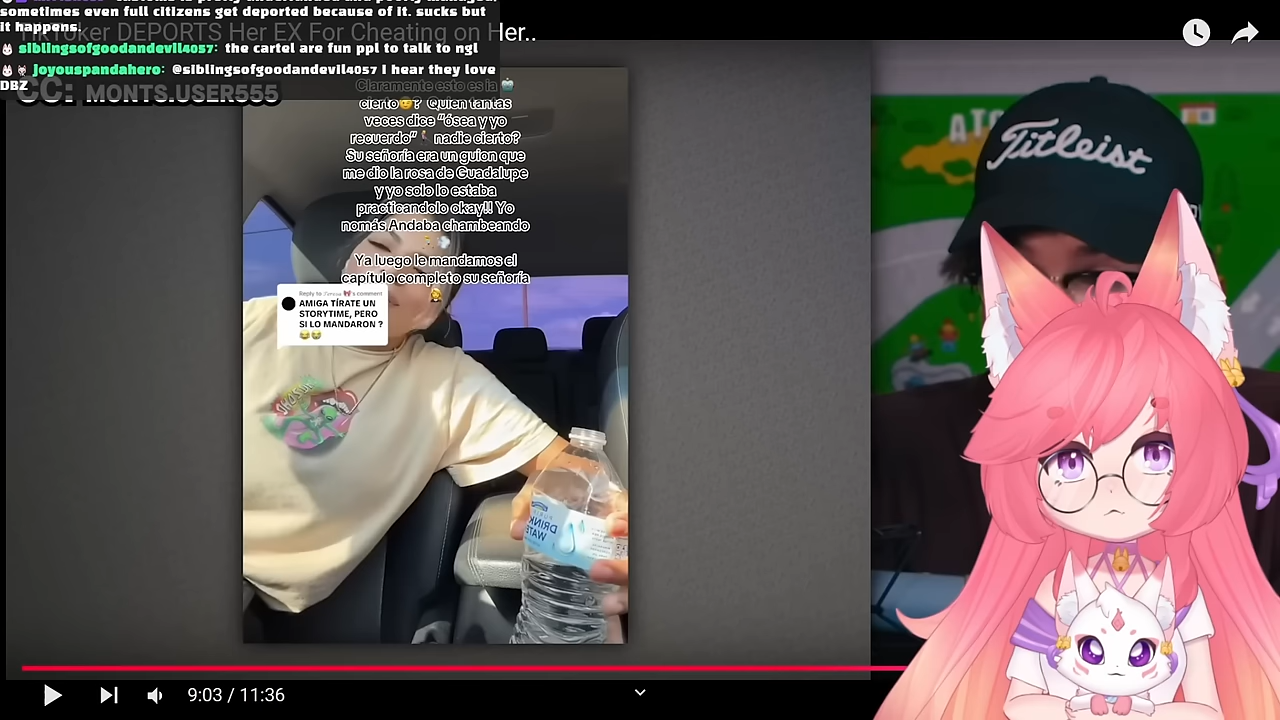 sometimes even full citizens get deported because of it. sucks but
it happens.
TikToker DEPORTS Her EX For Cheating on Her..
siblingsofgoodandevil4057: the cartel are fun ppl to talk to ngl
joyouspandahero: @siblingsofgoodandevil4057 I hear they love
DBZ
CC: MONTS.USER555
Claramente esto es ia 🤖
cierto🤨? Quien tantas
veces dice "ósea y yo
recuerdo" nadie cierto?
Su señoría era un guion que
me dio la rosa de Guadalupe
y yo solo lo estaba
practicandolo okay!! Yo
nomás Andaba chambeando
Ya luego le mandamos el
capítulo completo su señoría
AMIGA TÍRATE UN
STORYTIME, PERO
SI LO MANDARON ?
😂😭
Titleist
DRINK
WATE
9:03 / 11:36